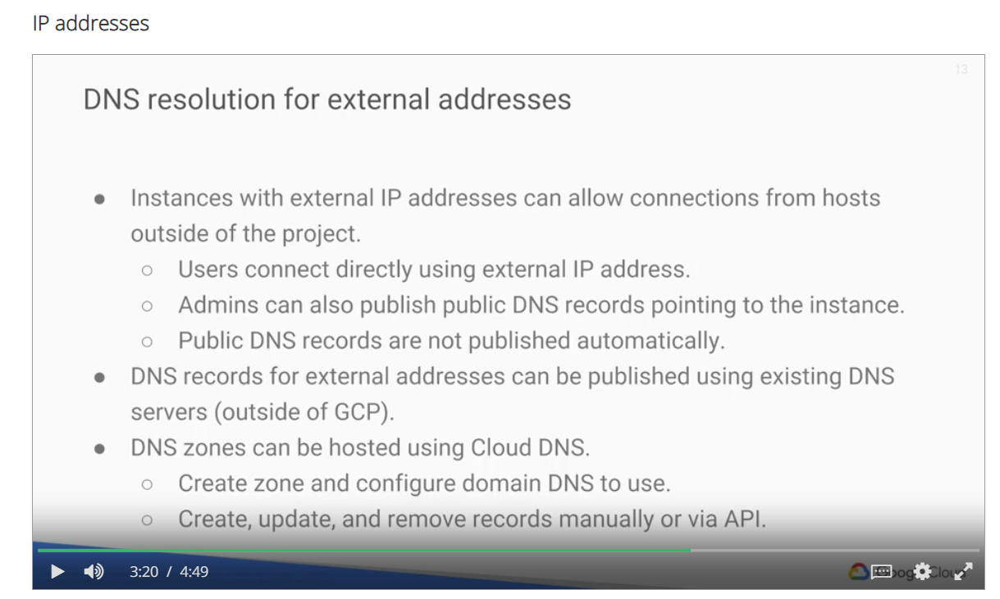 IP addresses
13
DNS resolution for external addresses
● Instances with external IP addresses can allow connections from hosts
outside of the project.
○ Users connect directly using external IP address.
○ Admins can also publish public DNS records pointing to the instance.
○ Public DNS records are not published automatically.
● DNS records for external addresses can be published using existing DNS
servers (outside of GCP).
● DNS zones can be hosted using Cloud DNS.
○ Create zone and configure domain DNS to use.
○ Create, update, and remove records manually or via API.
3:20 / 4:49